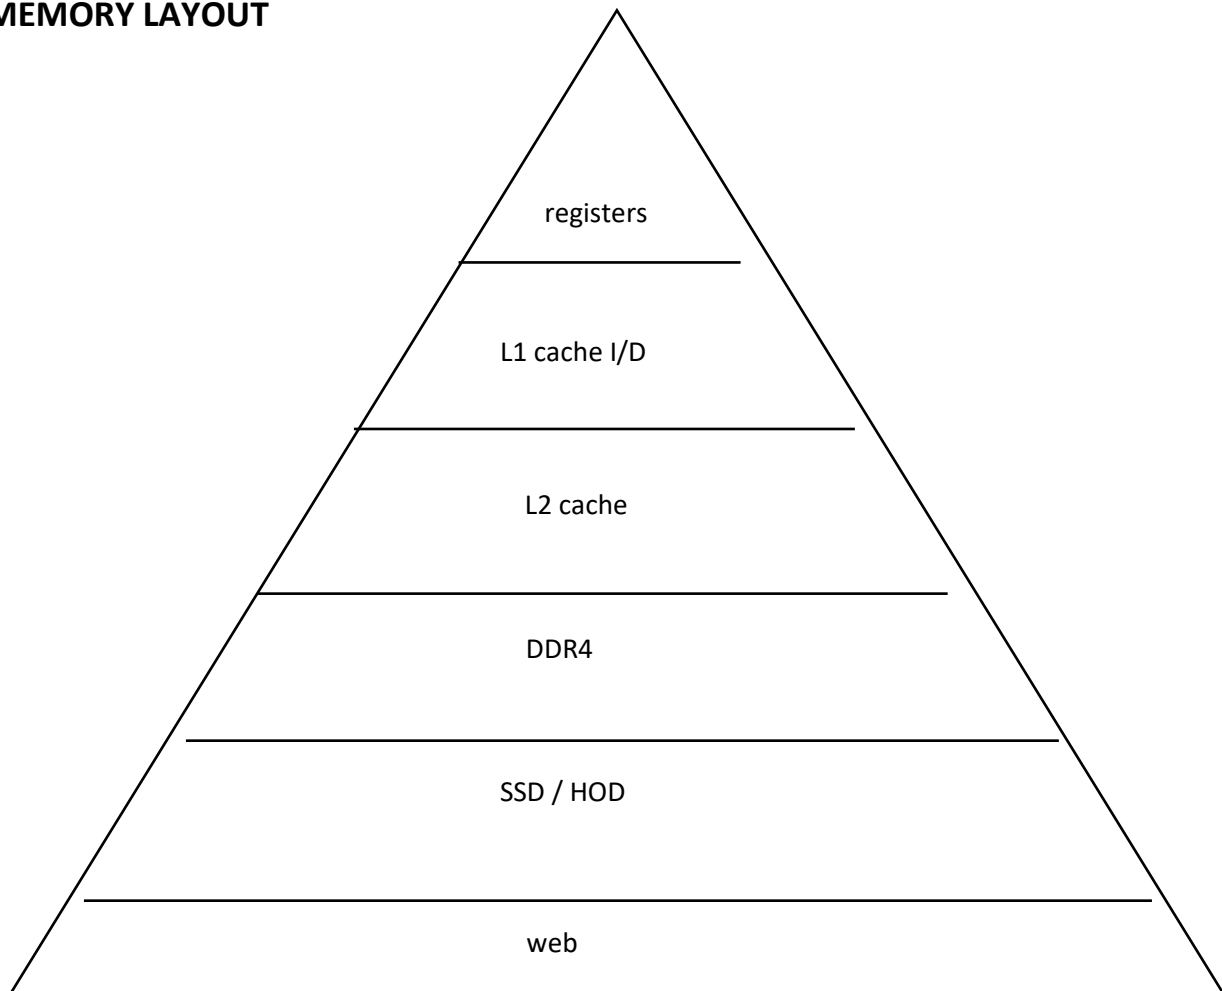 MEMORY LAYOUT
registers
L1 cache I/D
L2 cache
DDR4
SSD / HOD
web